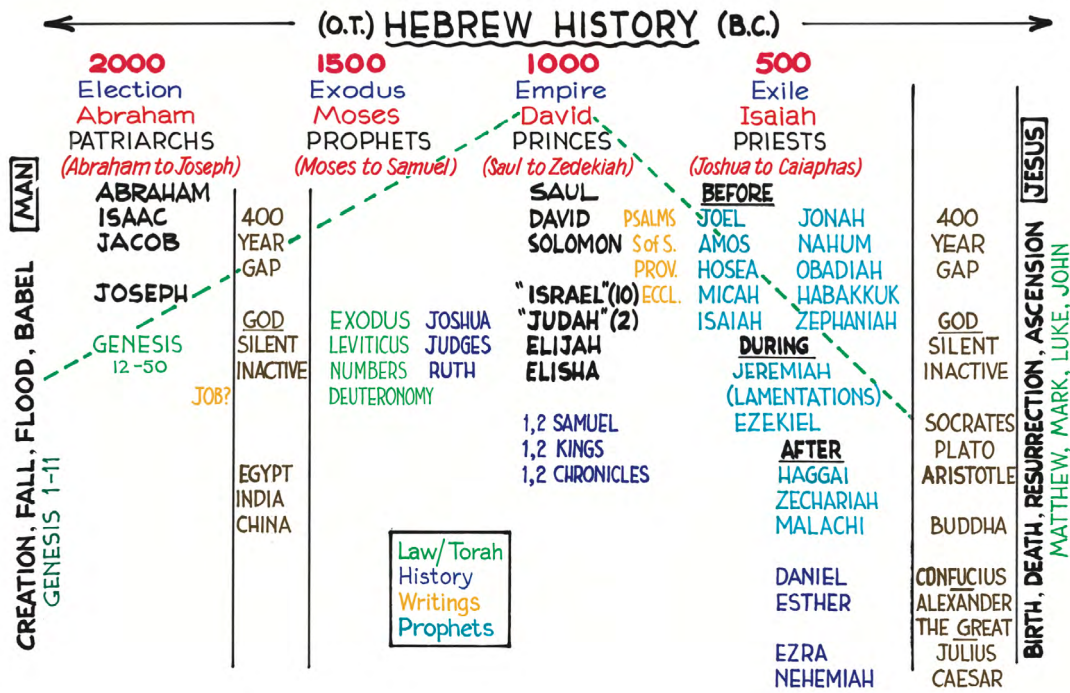 (O.T.) HEBREW HISTORY (B.C.)
2000
Election
Abraham
PATRIARCHS
(Abraham to Joseph)
ABRAHAM
ISAAC
JACOB
JOSEPH
GENESIS
12-50
JOB?
MAN
CREATION, FALL, FLOOD, BABEL
GENESIS 1-11
400
YEAR
GAP
GOD
SILENT
INACTIVE
EGYPT
INDIA
CHINA
1500
Exodus
Moses
PROPHETS
(Moses to Samuel)
EXODUS
LEVITICUS
NUMBERS
DEUTERONOMY
JOSHUA
JUDGES
RUTH
Law/Torah
History
Writings
Prophets
1000
Empire
David
PRINCES
(Saul to Zedekiah)
SAUL
DAVID PSALMS
SOLOMON S of S.
PROV.
"ISRAEL"(10) ECCL.
"JUDAH"(2)
ELIJAH
ELISHA
1,2 SAMUEL
1,2 KINGS
1,2 CHRONICLES
500
Exile
Isaiah
PRIESTS
(Joshua to Caiaphas)
BEFORE
JOEL JONAH
AMOS NAHUM
HOSEA OBADIAH
MICAH HABAKKUK
ISAIAH ZEPHANIAH
DURING
JEREMIAH
(LAMENTATIONS)
EZEKIEL
AFTER
HAGGAI
ZECHARIAH
MALACHI
DANIEL
ESTHER
EZRA
NEHEMIAH
400
YEAR
GAP
GOD
SILENT
INACTIVE
SOCRATES
PLATO
ARISTOTLE
BUDDHA
CONFUCIUS
ALEXANDER
THE GREAT
JULIUS
CAESAR
JESUS
BIRTH, DEATH, RESURRECTION, ASCENSION
MATTHEW, MARK, LUKE, JOHN